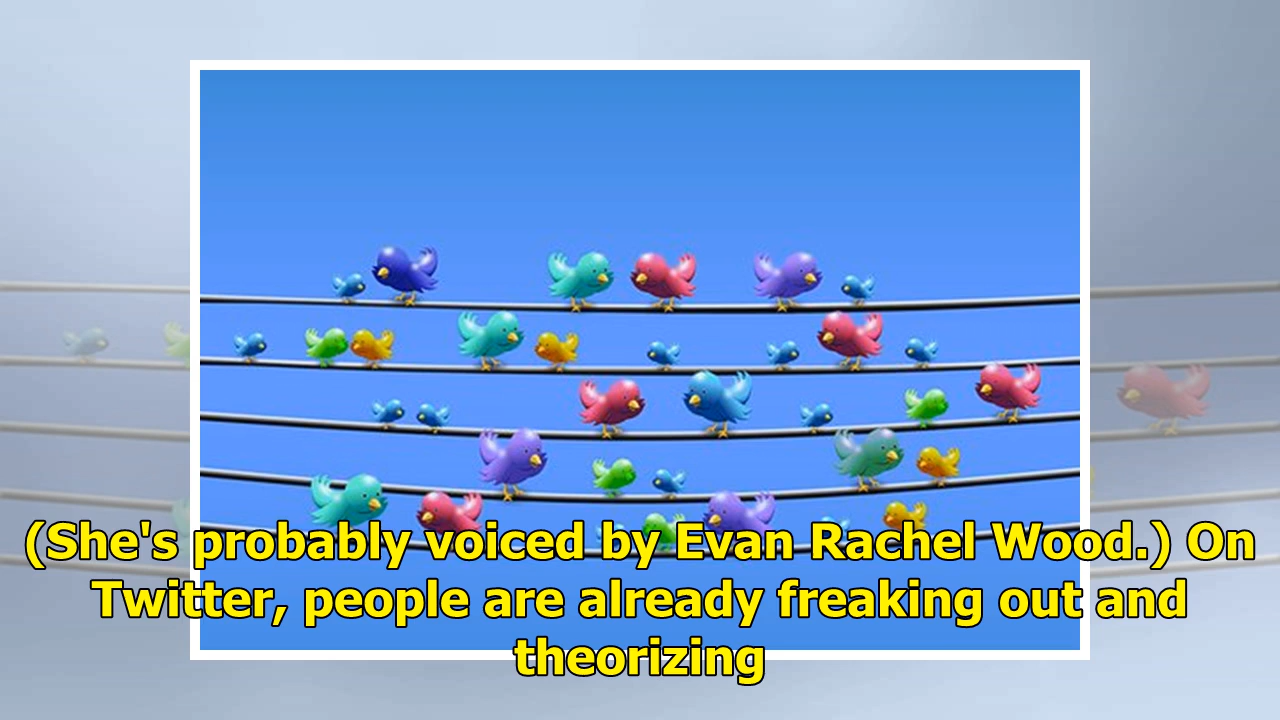 (She's probably voiced by Evan Rachel Wood.) On
Twitter, people are already freaking out and
theorizing